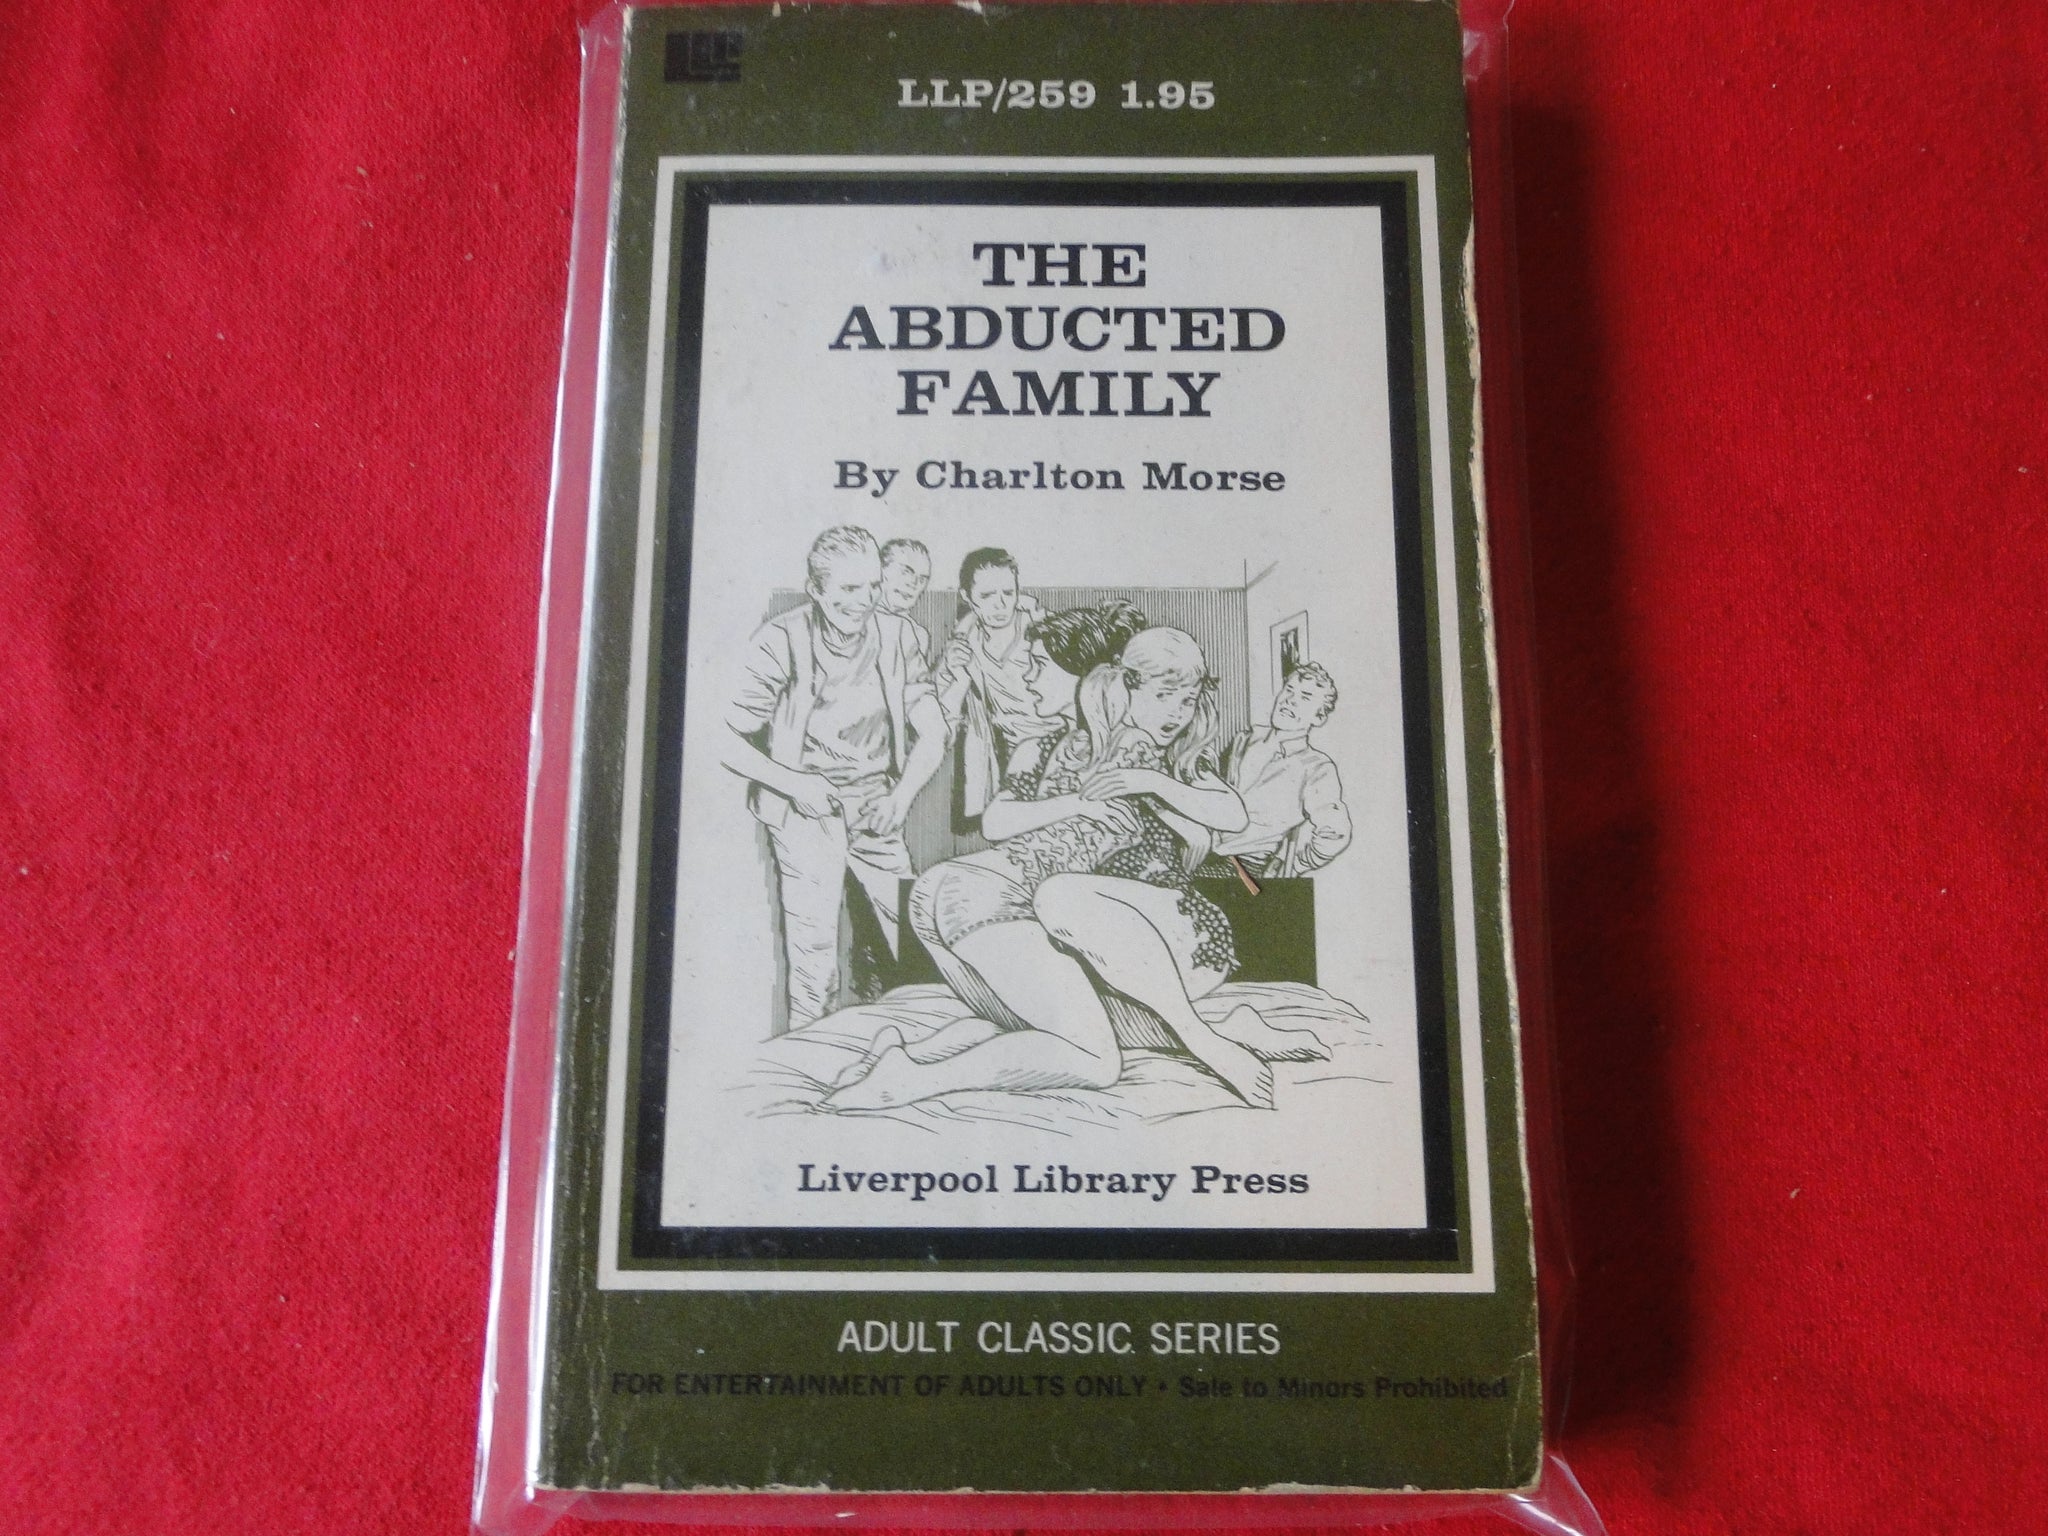 LLP
LLP/259 1.95
THE
ABDUCTED
FAMILY
By Charlton Morse
Liverpool Library Press
ADULT CLASSIC SERIES
FOR ENTERTAINMENT OF ADULTS ONLY • Sale to Minors Prohibited